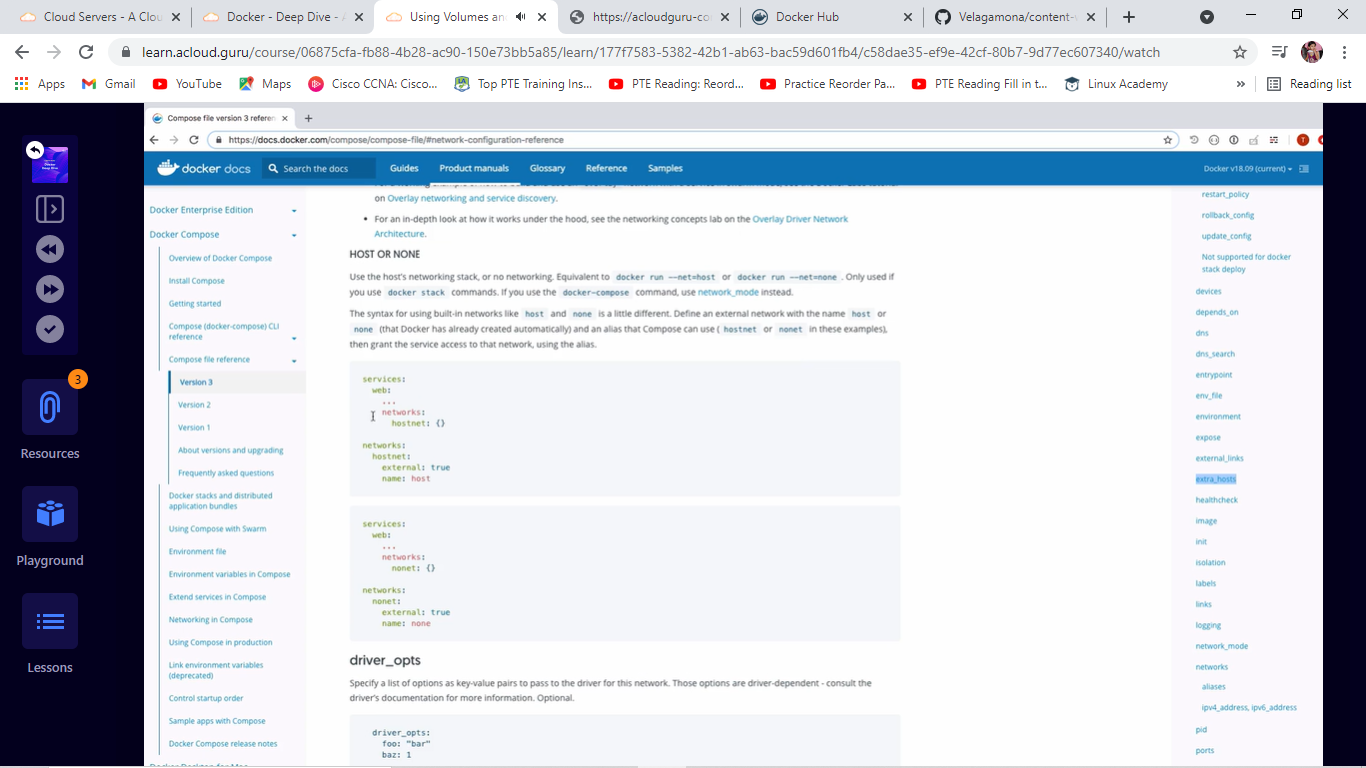 Cloud Servers - A Clou
Docker - Deep Dive - A
Using Volumes an
https://acloudguru-co
Docker Hub
Velagamona/content-
learn.acloud.guru/course/06875cfa-fb88-4b28-ac90-150e73bb5a85/learn/177f7583-5382-42b1-ab63-bac59d601fb4/c58dae35-ef9e-42cf-80b7-9d77ec607340/watch
Apps
Gmail
YouTube
Maps
Cisco CCNA: Cisco...
Top PTE Training Ins...
PTE Reading: Reord...
Practice Reorder Pa...
PTE Reading Fill in t...
Linux Academy
»
Reading list
3
Resources
Playground
Lessons
Compose file version 3 referen
https://docs.docker.com/compose/compose-file/#network-configuration-reference
docker docs
Search the docs
Guides
Product manuals
Glossary
Reference
Samples
Docker v18.09 (current)
Docker Enterprise Edition
Docker Compose
Overview of Docker Compose
Install Compose
Getting started
Compose (docker-compose) CLI
reference
Compose file reference
Version 3
Version 2
Version 1
About versions and upgrading
Frequently asked questions
Docker stacks and distributed
application bundles
Using Compose with Swarm
Environment file
Environment variables in Compose
Extend services in Compose
Networking in Compose
Using Compose in production
Link environment variables
(deprecated)
Control startup order
Sample apps with Compose
Docker Compose release notes
on Overlay networking and service discovery.
• For an in-depth look at how it works under the hood, see the networking concepts lab on the Overlay Driver Network
Architecture.
HOST OR NONE
Use the host's networking stack, or no networking. Equivalent to docker run --net=host or docker run --net=none . Only used if
you use docker stack commands. If you use the docker-compose command, use network_mode instead.
The syntax for using built-in networks like host and none is a little different. Define an external network with the name host or
none (that Docker has already created automatically) and an alias that Compose can use ( hostnet or nonet in these examples),
then grant the service access to that network, using the alias.
services:
web:
...
networks:
hostnet: {}
networks:
hostnet:
external: true
name: host
services:
web:
...
networks:
nonet: {}
networks:
nonet:
external: true
name: none
driver_opts
Specify a list of options as key-value pairs to pass to the driver for this network. Those options are driver-dependent - consult the
driver's documentation for more information. Optional.
driver_opts:
foo: "bar"
baz: 1
restart_policy
rollback_config
update_config
Not supported for docker
stack deploy
devices
depends_on
dns
dns_search
entrypoint
env_file
environment
expose
external_links
extra_hosts
healthcheck
image
init
isolation
labels
links
logging
network_mode
networks
aliases
ipv4_address, ipv6_address
pid
ports